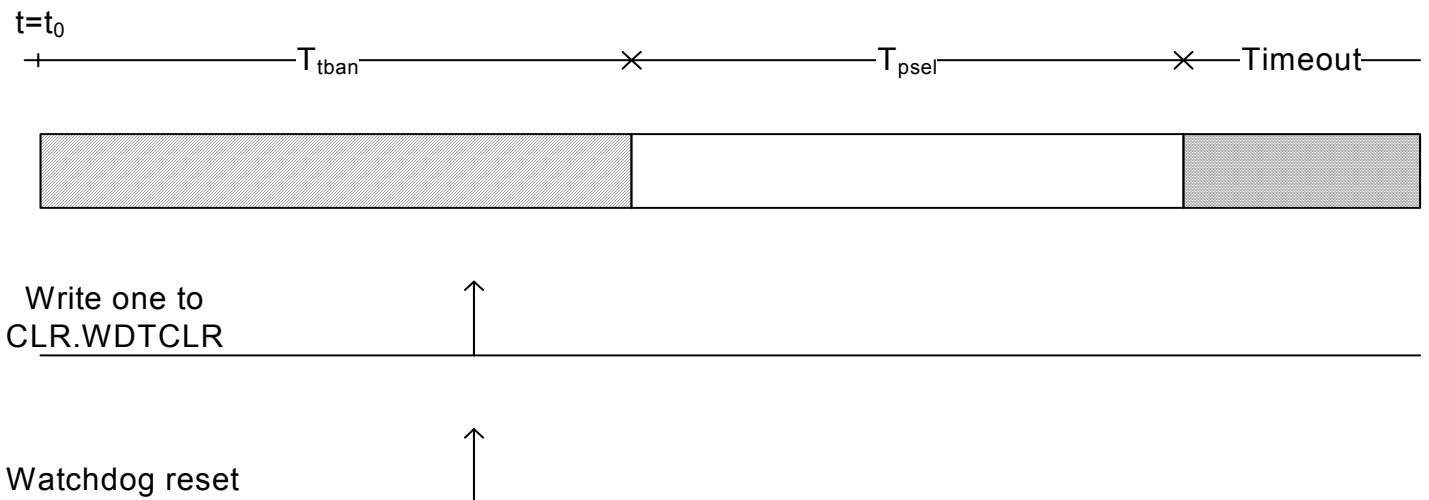 t=t₀
Tₜbₐₙ Tₚₛₑₗ Timeout
Write one to
CLR.WDTCLR
Watchdog reset